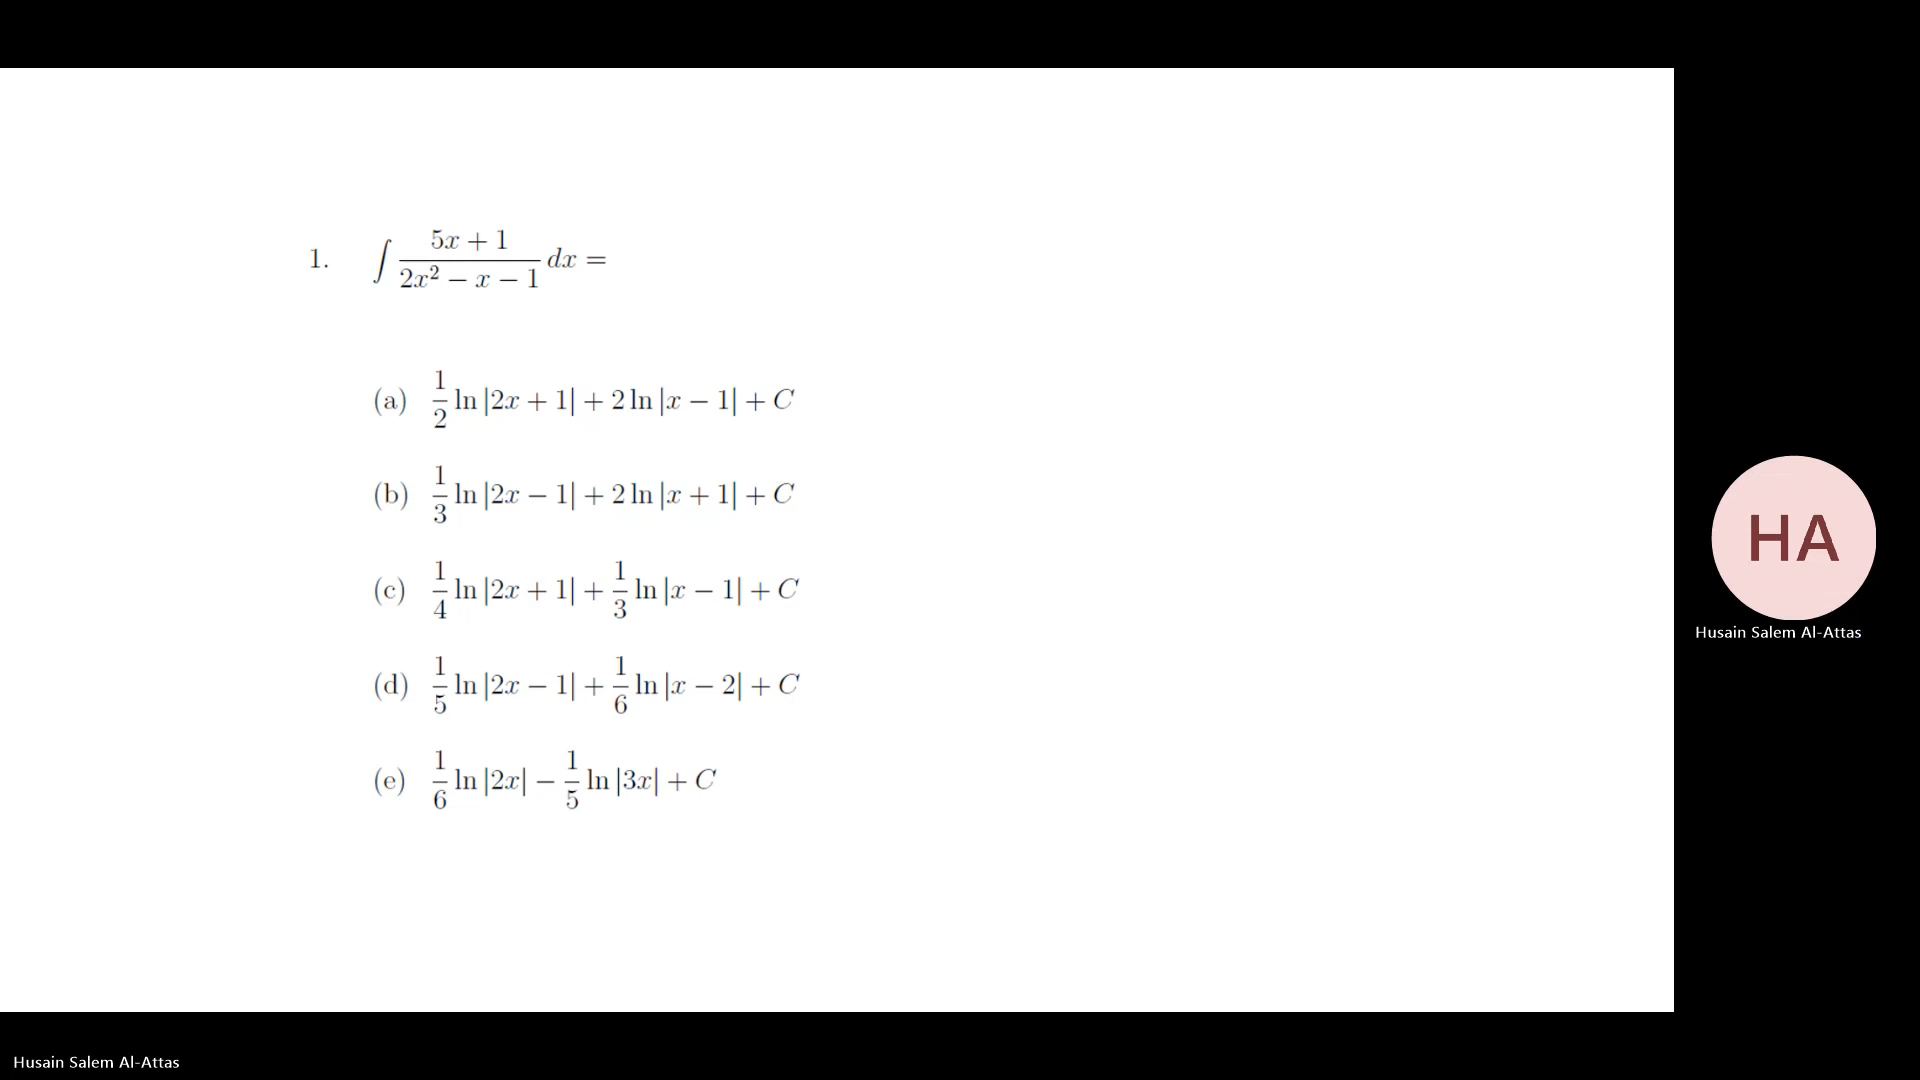 1. ∫ (5x + 1)/(2x² − x − 1) dx =
(a) 1/2 ln |2x + 1| + 2 ln |x − 1| + C
(b) 1/3 ln |2x − 1| + 2 ln |x + 1| + C
(c) 1/4 ln |2x + 1| + 1/3 ln |x − 1| + C
(d) 1/5 ln |2x − 1| + 1/6 ln |x − 2| + C
(e) 1/6 ln |2x| − 1/5 ln |3x| + C
HA
Husain Salem Al-Attas
Husain Salem Al-Attas